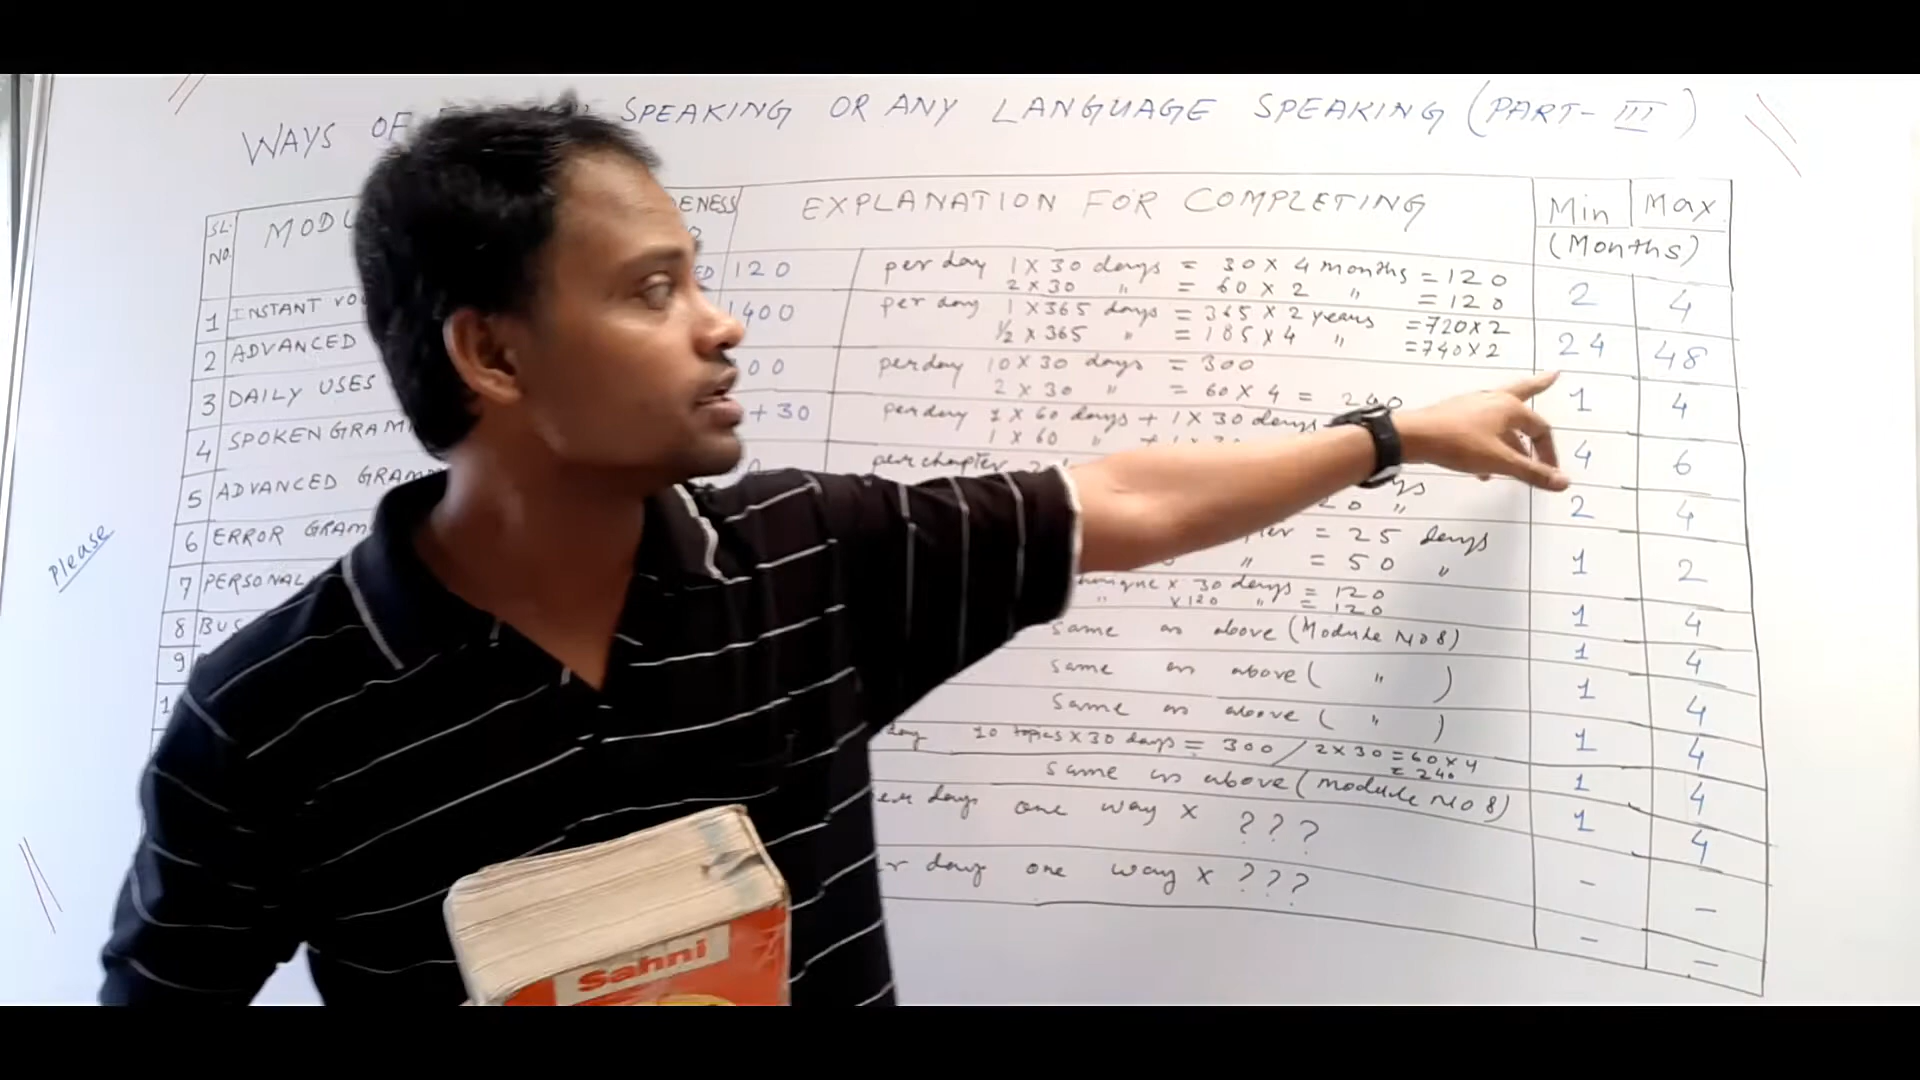 WAYS OF SPEAKING OR ANY LANGUAGE SPEAKING (PART-III)
SL. NO. MODU ENESS EXPLANATION FOR COMPLETING Min Max
(Months)
1 INSTANT VO ED 120 per day 1 X 30 days = 30 X 4 months = 120 2 4
2 X 30 " = 60 X 2 " = 120
2 ADVANCED 400 per day 1 X 365 days = 365 X 2 years = 720 X 2 24 48
1/2 X 365 " = 185 X 4 " = 740 X 2
3 DAILY USES 00 per day 10 X 30 days = 300 1 4
2 X 30 " = 60 X 4 = 240
4 SPOKEN GRAM + 30 per day 1 X 60 days + 1 X 30 days 4 6
1 X 60 "
5 ADVANCED GRAM per chapter 2 4
20 "
6 ERROR GRAM = 25 days 1 2
" = 50 "
7 PERSONAL X 30 days = 120 1 4
" X 120 " = 120
8 BUS same as above (Module No 8) 1 4
9 same as above ( " ) 1 4
1 same as above ( " ) 1 4
day 10 topics X 30 days = 300 / 2 X 30 = 60 X 4 1 4
= 240
same as above (module No 8) 1 4
days one way X ??? - -
day one way X ??? - -
Please
Sahni